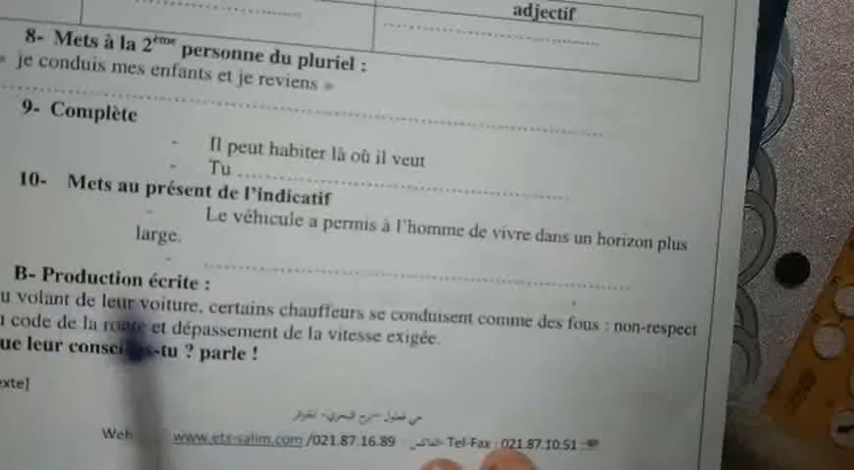 adjectif
8- Mets à la 2ème personne du pluriel :
« je conduis mes enfants et je reviens »
9- Complète
- Il peut habiter là où il veut
- Tu
10- Mets au présent de l'indicatif
- Le véhicule a permis à l'homme de vivre dans un horizon plus
large.
-
B- Production écrite :
u volant de leur voiture, certains chauffeurs se conduisent comme des fous : non-respect
code de la route et dépassement de la vitesse exigée.
ue leur -tu ? parle !
exte]
Web www.ets-salim.com /021.87.16.89 Tel-Fax : 021.87.10.51